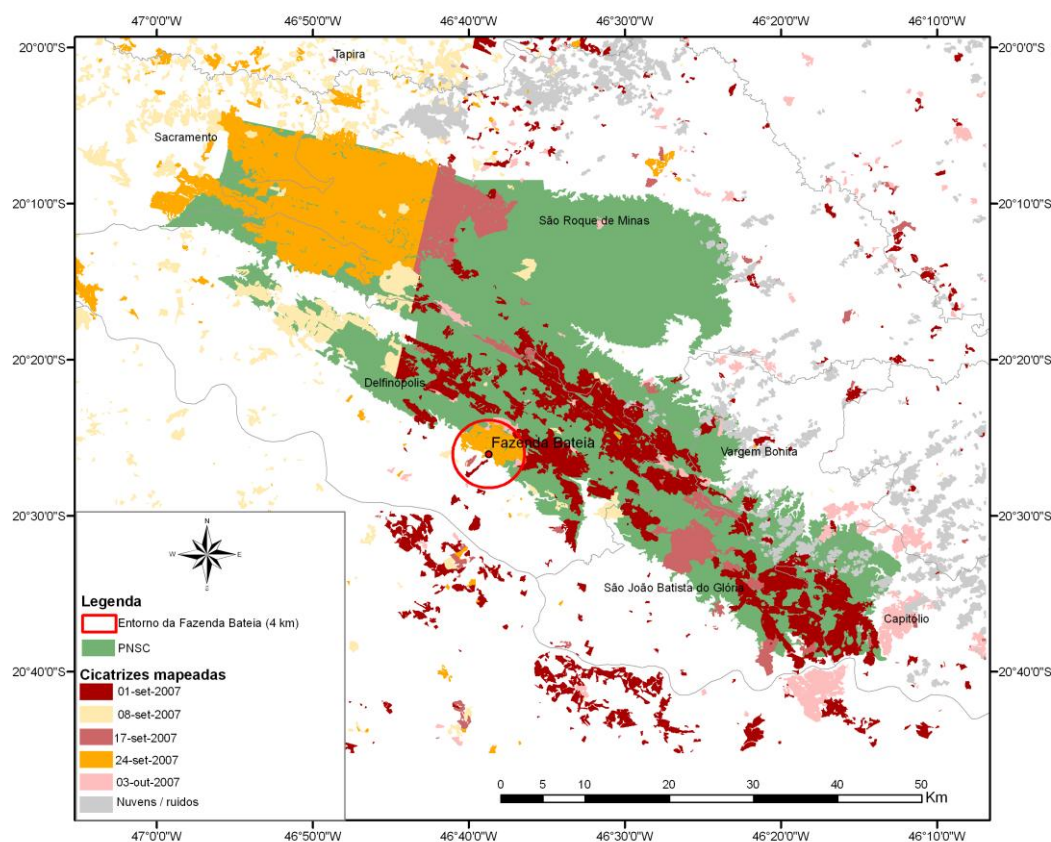 47°0'0"W 46°50'0"W 46°40'0"W 46°30'0"W 46°20'0"W 46°10'0"W
20°0'0"S 20°0'0"S
Tapira
Sacramento
20°10'0"S 20°10'0"S
São Roque de Minas
20°20'0"S 20°20'0"S
Delfinópolis
Fazenda Bateia
Vargem Bonita
20°30'0"S 20°30'0"S
São João Batista do Glória
Capitólio
20°40'0"S 20°40'0"S
N
W E
S
Legenda
Entorno da Fazenda Bateia (4 km)
PNSC
Cicatrizes mapeadas
01-set-2007
08-set-2007
17-set-2007
24-set-2007
03-out-2007
Nuvens / ruidos
0 5 10 20 30 40 50
Km
47°0'0"W 46°50'0"W 46°40'0"W 46°30'0"W 46°20'0"W 46°10'0"W